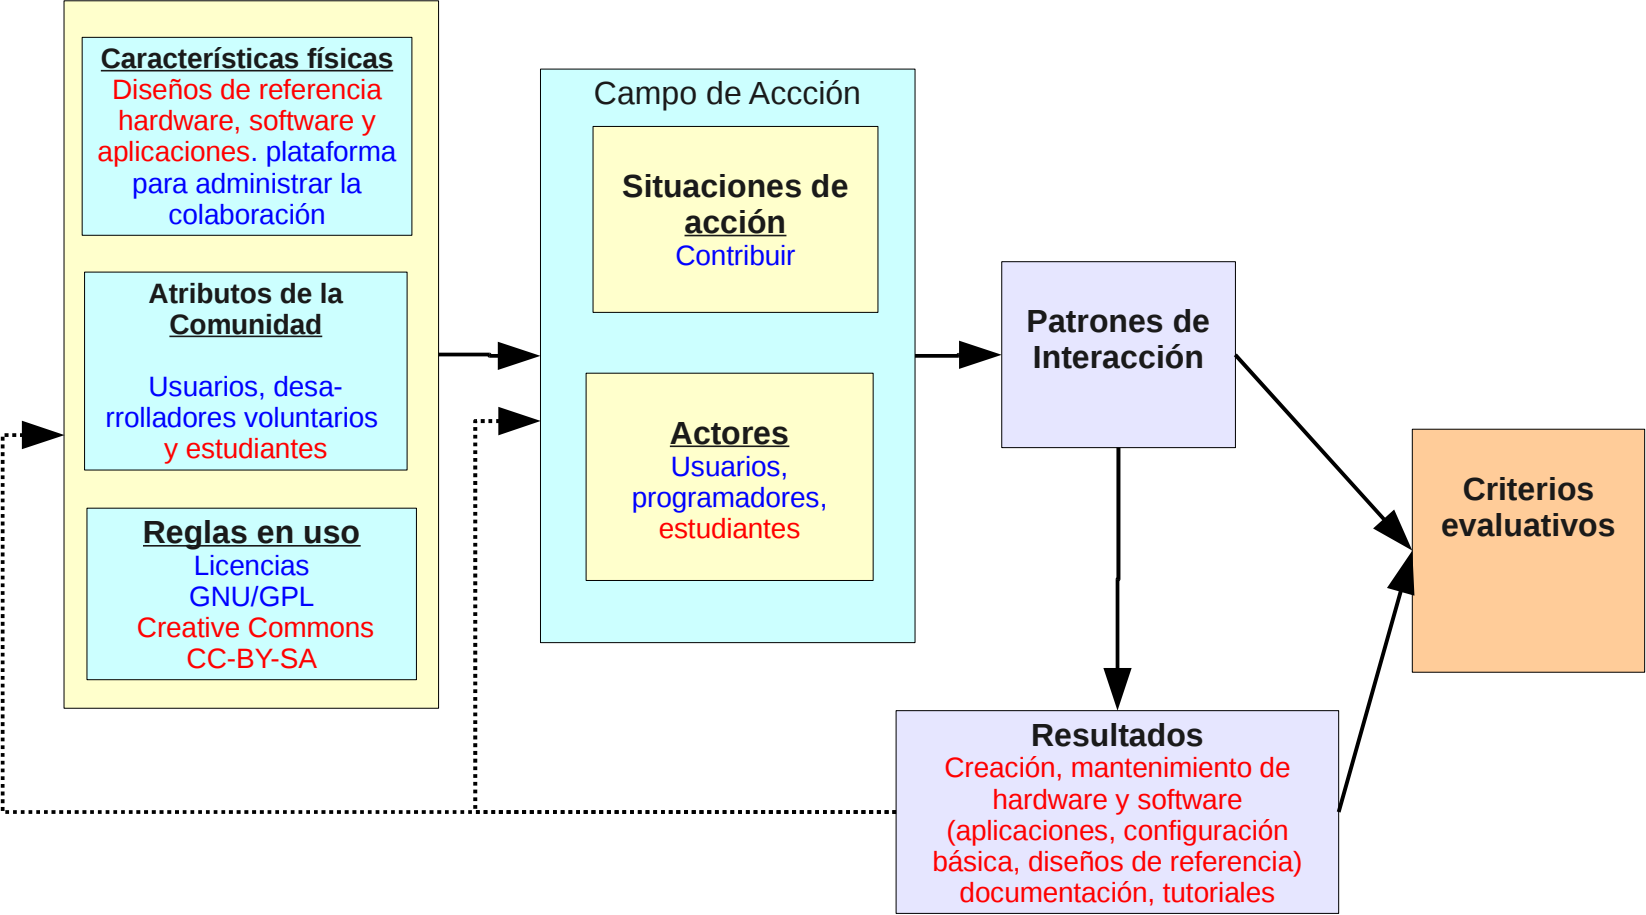 Características físicas
Diseños de referencia
hardware, software y
aplicaciones. plataforma
para administrar la
colaboración
Atributos de la
Comunidad
Usuarios, desa-
rrolladores voluntarios
y estudiantes
Reglas en uso
Licencias
GNU/GPL
Creative Commons
CC-BY-SA
Campo de Accción
Situaciones de
acción
Contribuir
Actores
Usuarios,
programadores,
estudiantes
Patrones de
Interacción
Resultados
Creación, mantenimiento de
hardware y software
(aplicaciones, configuración
básica, diseños de referencia)
documentación, tutoriales
Criterios
evaluativos